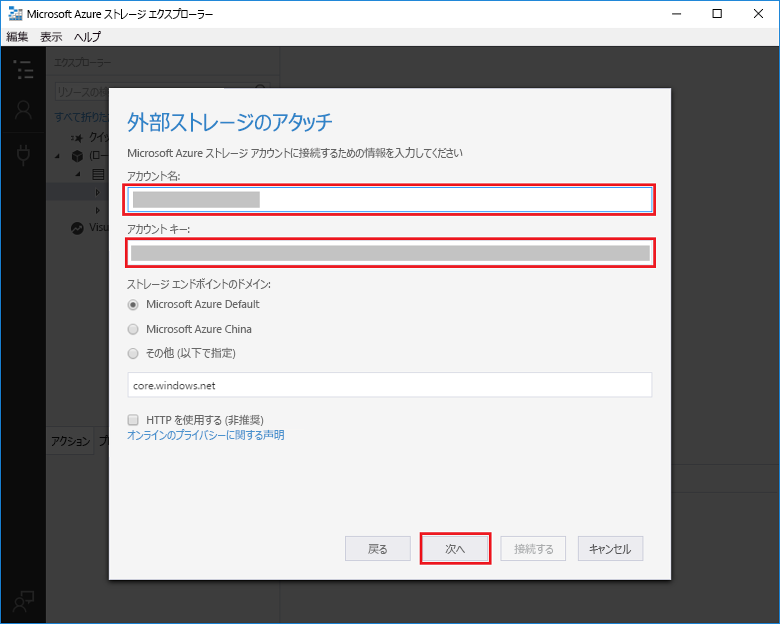 Microsoft Azure ストレージ エクスプローラー
編集 表示 ヘルプ
エクスプローラー
リソースの検
すべて折りた
クイッ
(ロー
Visu
アクション プ
外部ストレージのアタッチ
Microsoft Azure ストレージ アカウントに接続するための情報を入力してください
アカウント名:
アカウント キー:
ストレージ エンドポイントのドメイン:
Microsoft Azure Default
Microsoft Azure China
その他 (以下で指定)
core.windows.net
HTTP を使用する (非推奨)
オンラインのプライバシーに関する声明
戻る 次へ 接続する キャンセル